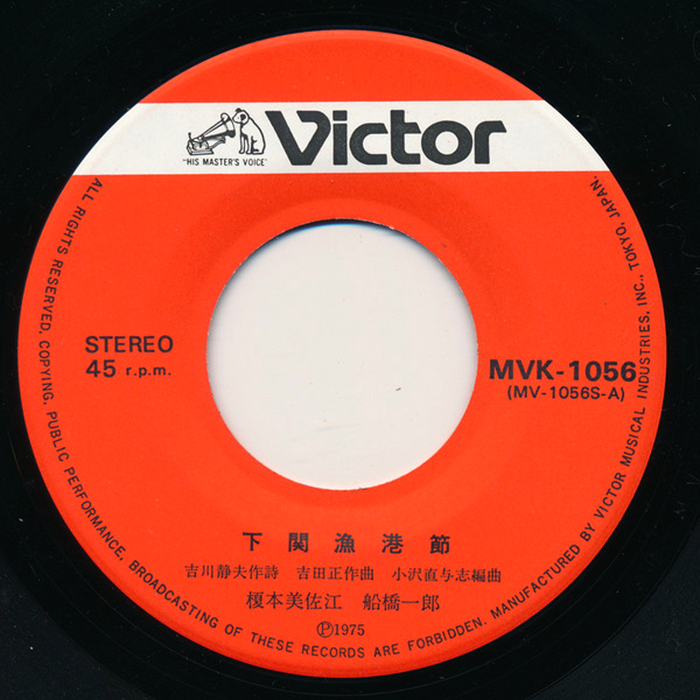 Victor
"HIS MASTER'S VOICE"
STEREO
45 r.p.m.
MVK-1056
(MV-1056S-A)
下関漁港節
吉川静夫作詩 吉田正作曲 小沢直与志編曲
榎本美佐江 船橋一郎
Ⓟ1975
ALL RIGHTS RESERVED, COPYING, PUBLIC PERFORMANCE, BROADCASTING OF THESE RECORDS ARE FORBIDDEN. MANUFACTURED BY VICTOR MUSICAL INDUSTRIES, INC., TOKYO, JAPAN.